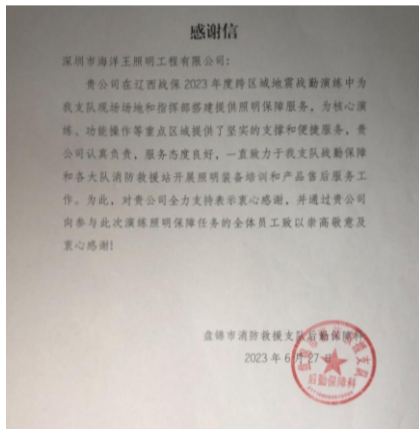 感谢信
深圳市海洋王照明工程有限公司:
贵公司在辽西战保2023年度跨区域地震战勤演练中为
我支队现场场地和指挥部搭建提供照明保障服务，为核心演
练、功能操作等重点区域提供了坚实的支撑和便捷服务，贵
公司认真负责，服务态度良好，一直致力于我支队战勤保障
和各大队消防救援站开展照明装备培训和产品售后服务工
作。为此，对贵公司全力支持表示衷心感谢，并通过贵公司
向参与此次演练照明保障任务的全体员工致以崇高敬意及
衷心感谢!
盘锦市消防救援支队后勤保障科
2023年6月27日
后勤保障科